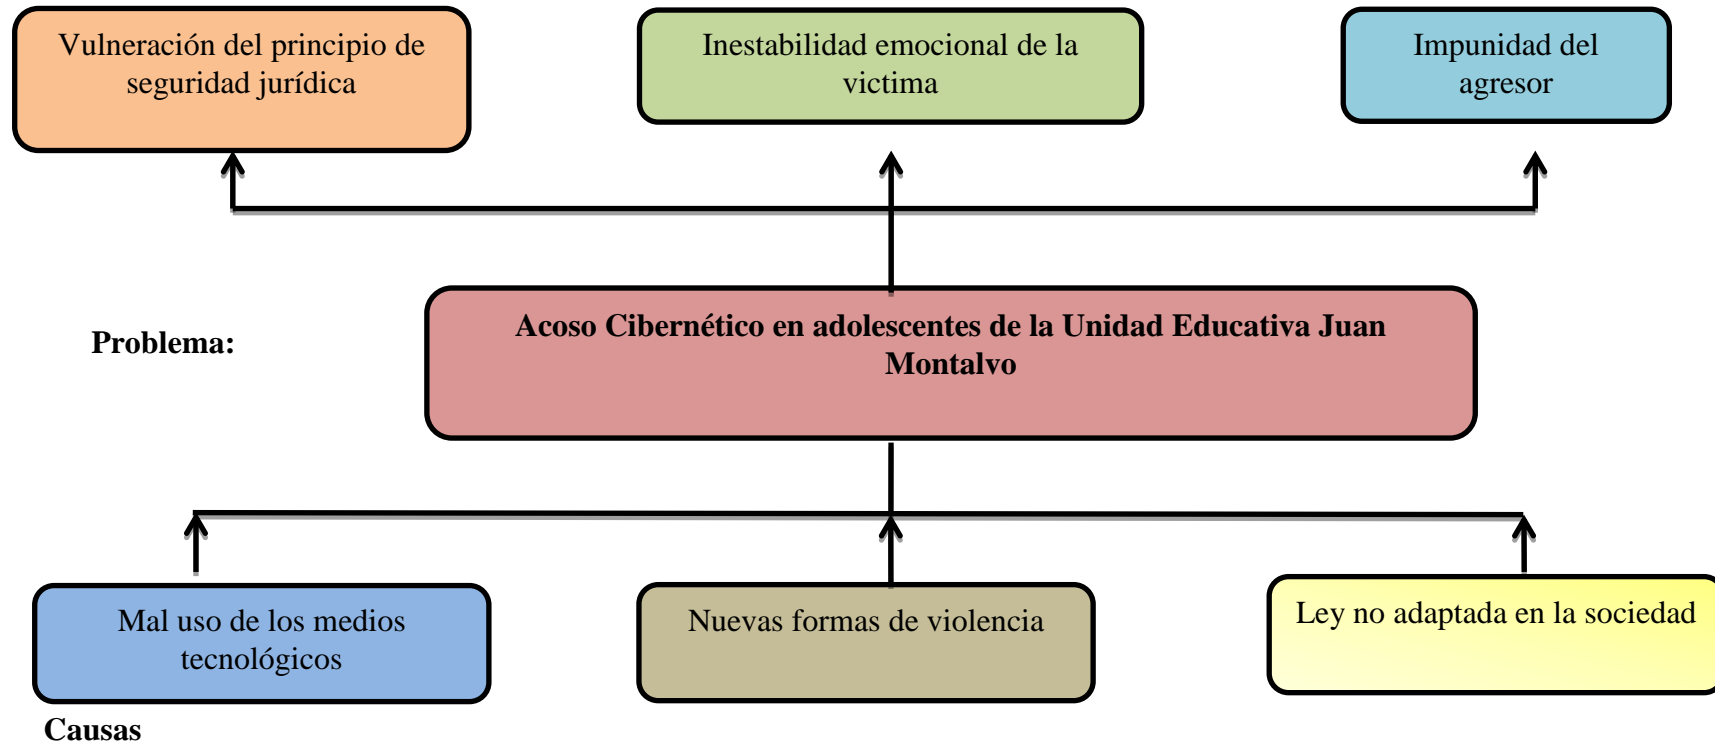 Vulneración del principio de
seguridad jurídica
Inestabilidad emocional de la
victima
Impunidad del
agresor
Problema:
Acoso Cibernético en adolescentes de la Unidad Educativa Juan
Montalvo
Mal uso de los medios
tecnológicos
Nuevas formas de violencia
Ley no adaptada en la sociedad
Causas